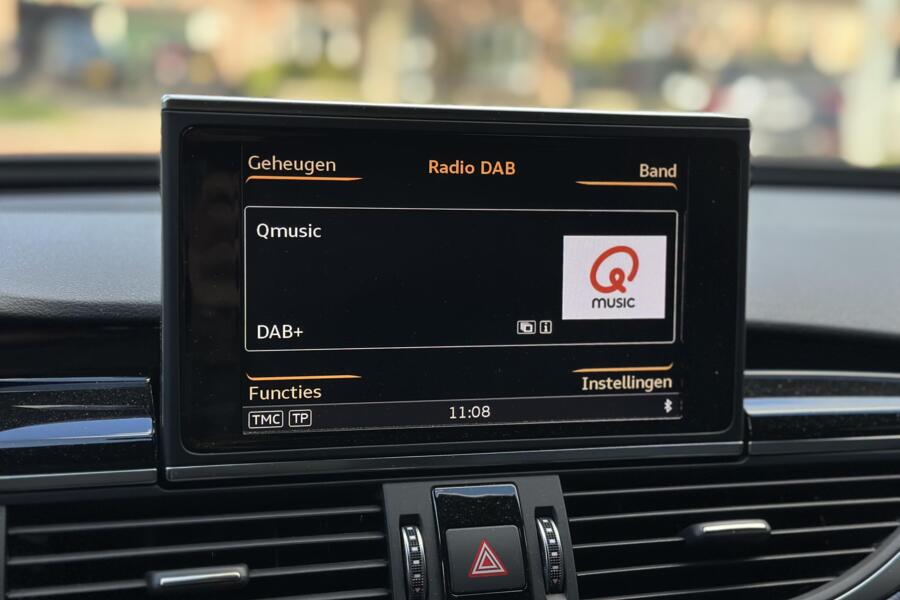 Geheugen Radio DAB Band
Qmusic
Q
MUSIC
DAB+
i
Functies Instellingen
TMC TP 11:08